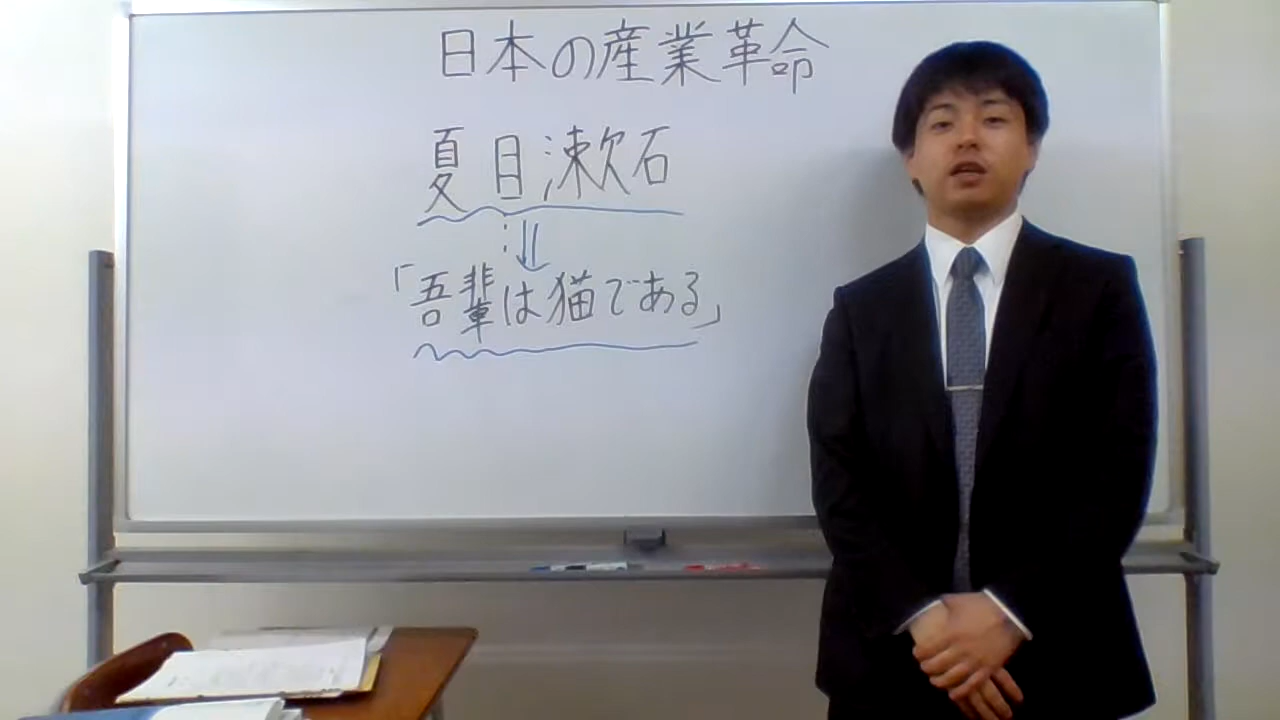 日本の産業革命
夏目漱石
「吾輩は猫である」